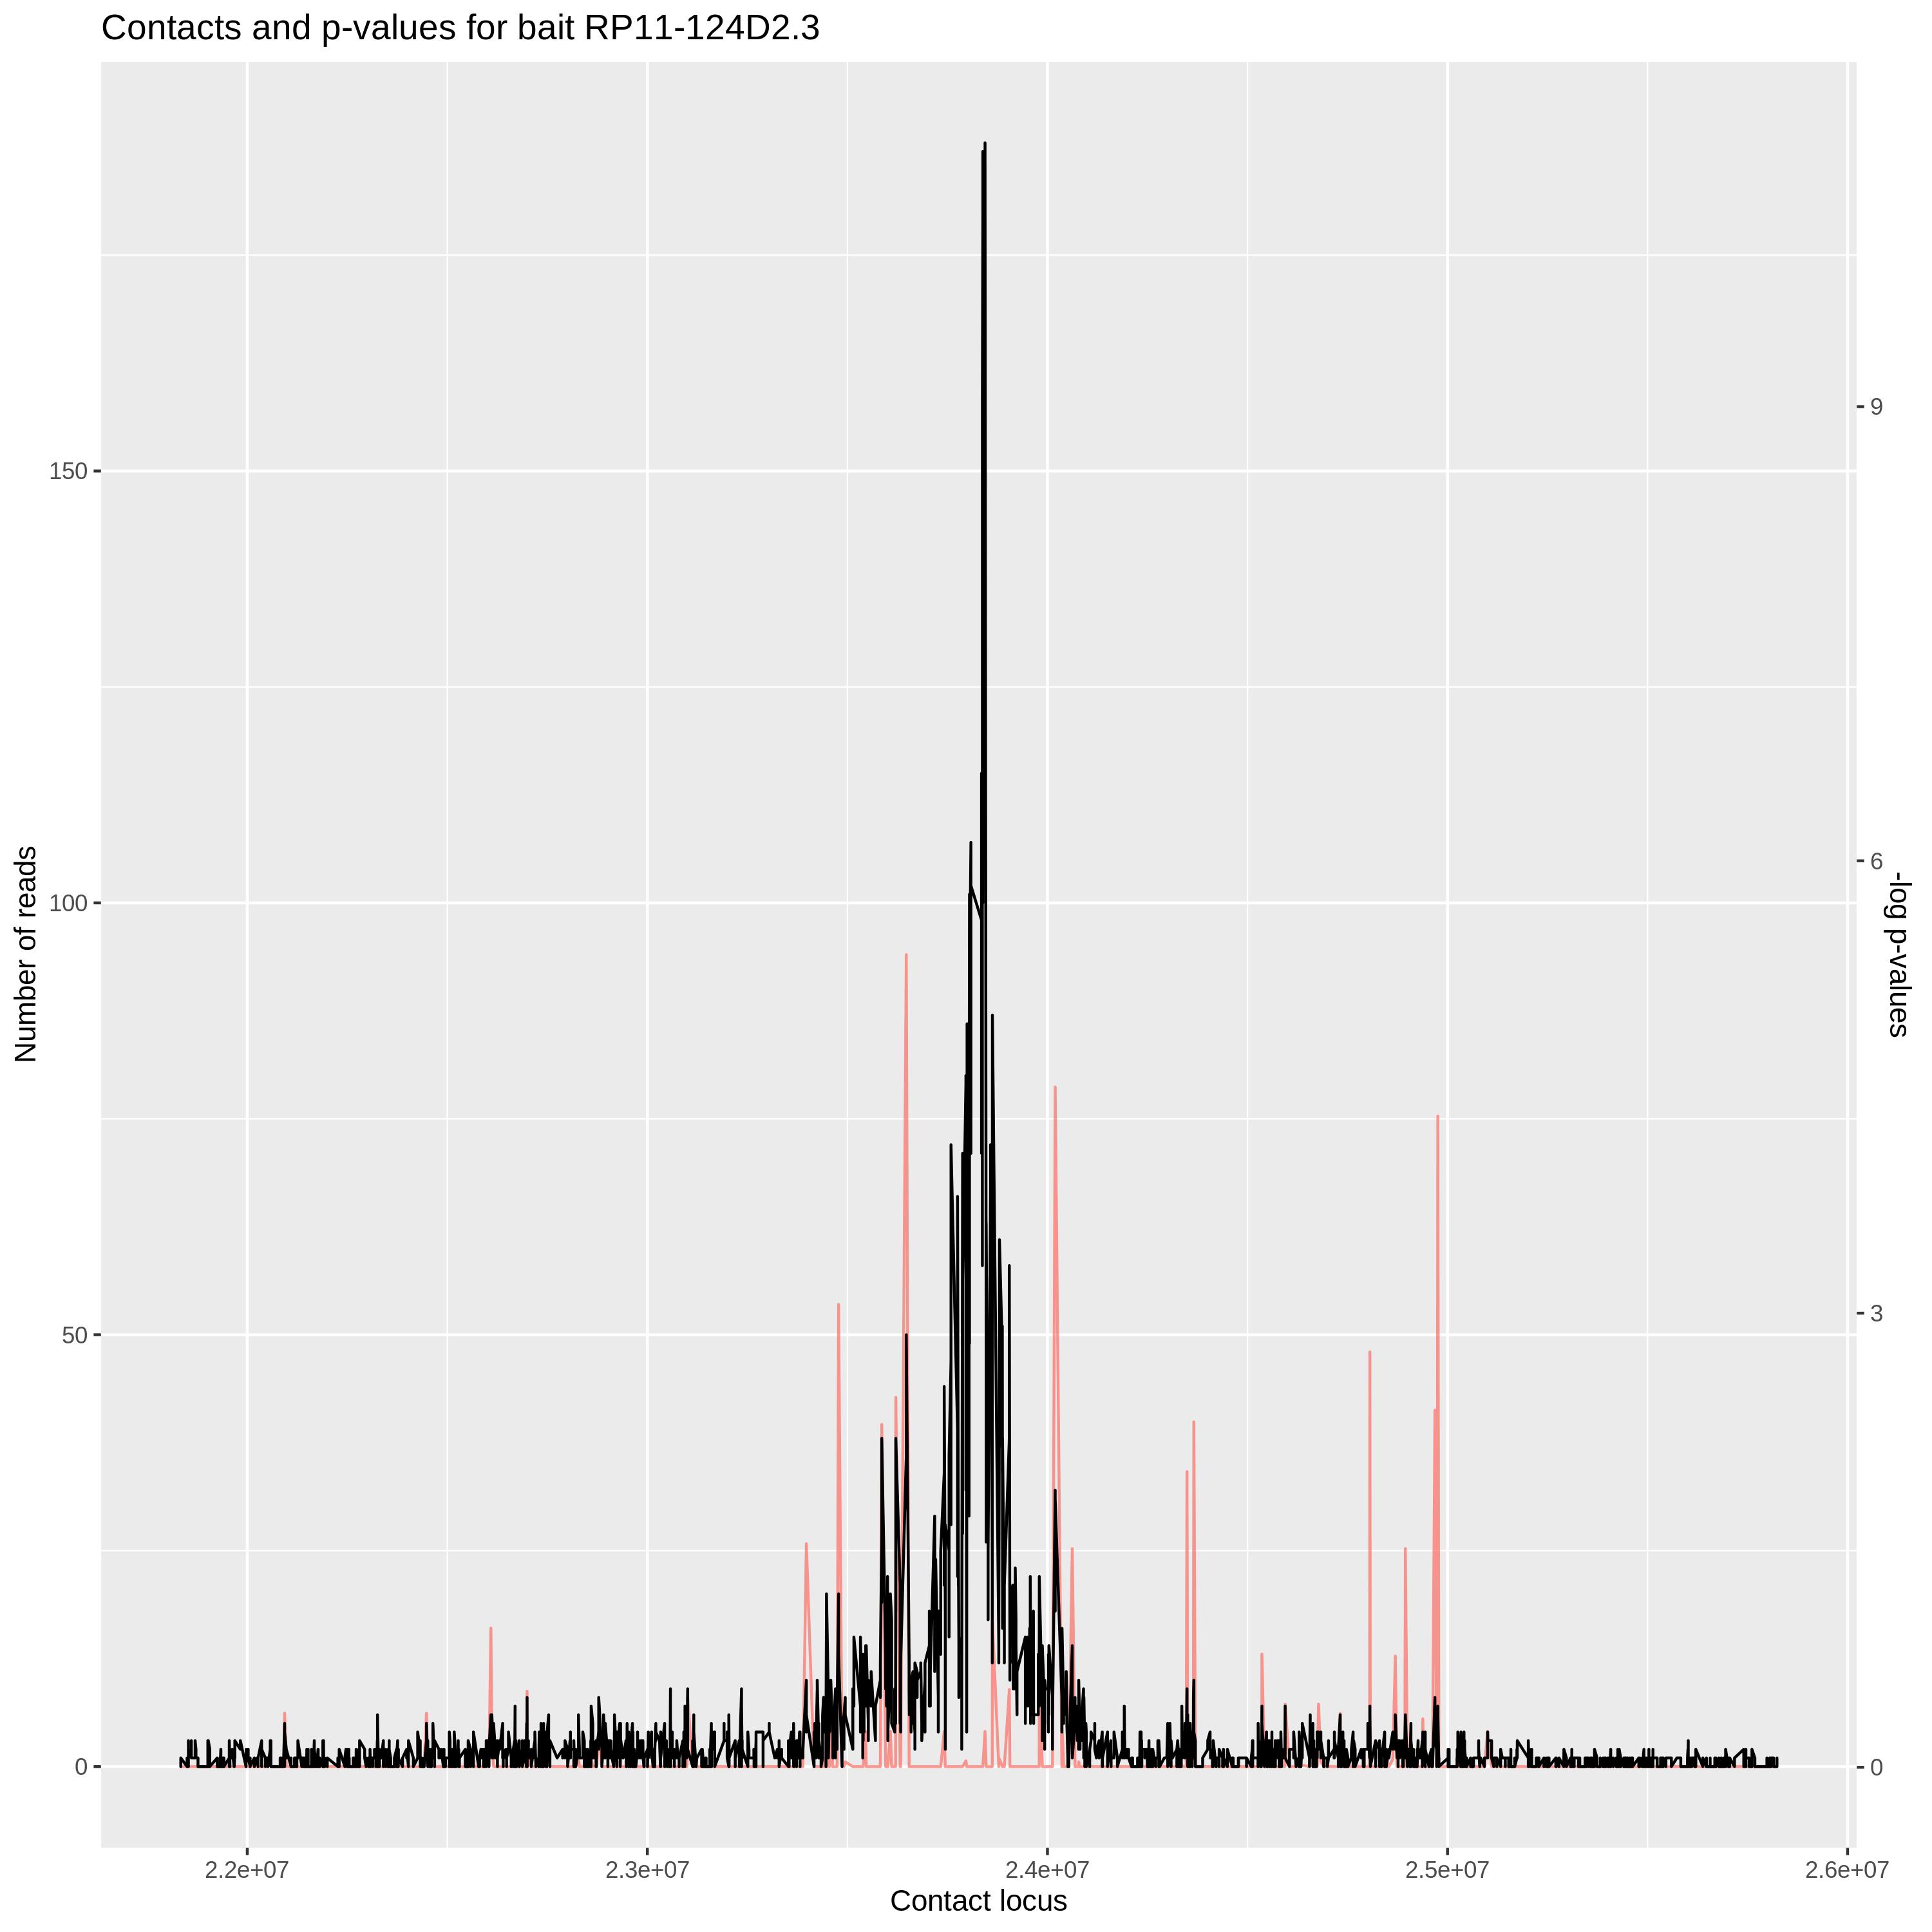 Contacts and p-values for bait RP11-124D2.3
150
100
50
0
9
6
3
0
Number of reads
-log p-values
2.2e+07
2.3e+07
2.4e+07
2.5e+07
2.6e+07
Contact locus